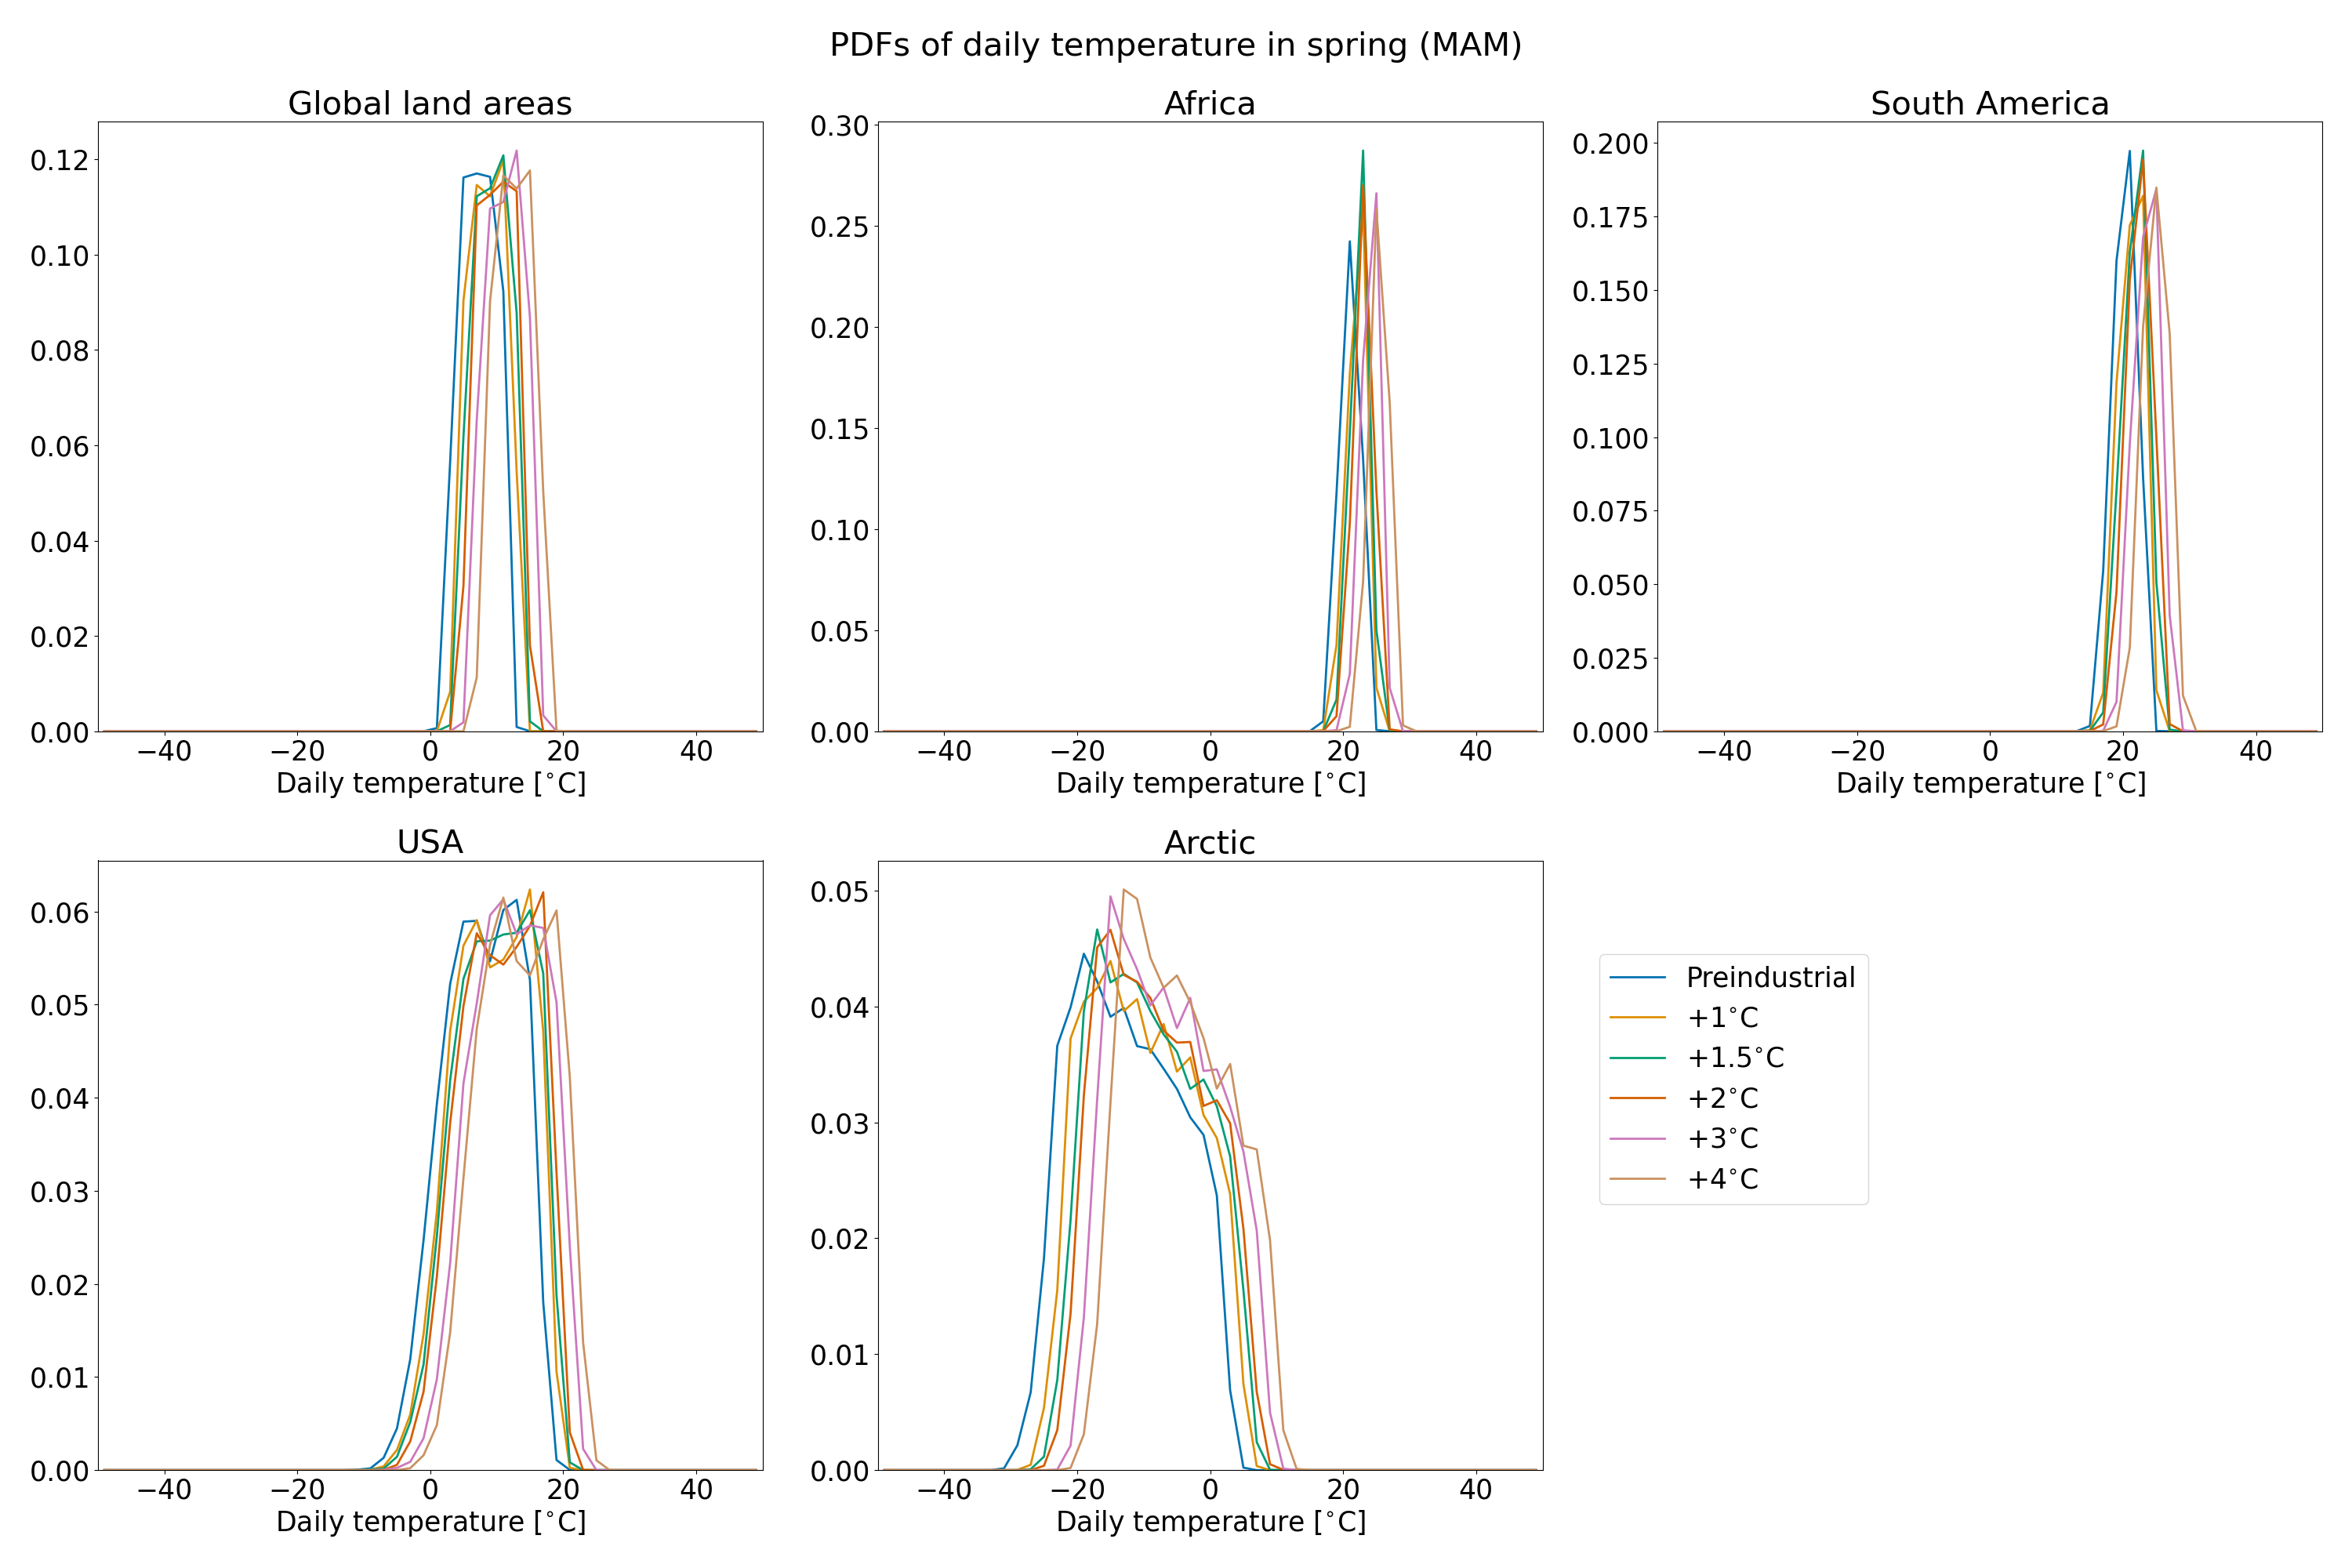 PDFs of daily temperature in spring (MAM)
Global land areas
0.12
0.10
0.08
0.06
0.04
0.02
0.00
−40 −20 0 20 40
Daily temperature [°C]
Africa
0.30
0.25
0.20
0.15
0.10
0.05
0.00
−40 −20 0 20 40
Daily temperature [°C]
South America
0.200
0.175
0.150
0.125
0.100
0.075
0.050
0.025
0.000
−40 −20 0 20 40
Daily temperature [°C]
USA
0.06
0.05
0.04
0.03
0.02
0.01
0.00
−40 −20 0 20 40
Daily temperature [°C]
Arctic
0.05
0.04
0.03
0.02
0.01
0.00
−40 −20 0 20 40
Daily temperature [°C]
Preindustrial
+1°C
+1.5°C
+2°C
+3°C
+4°C